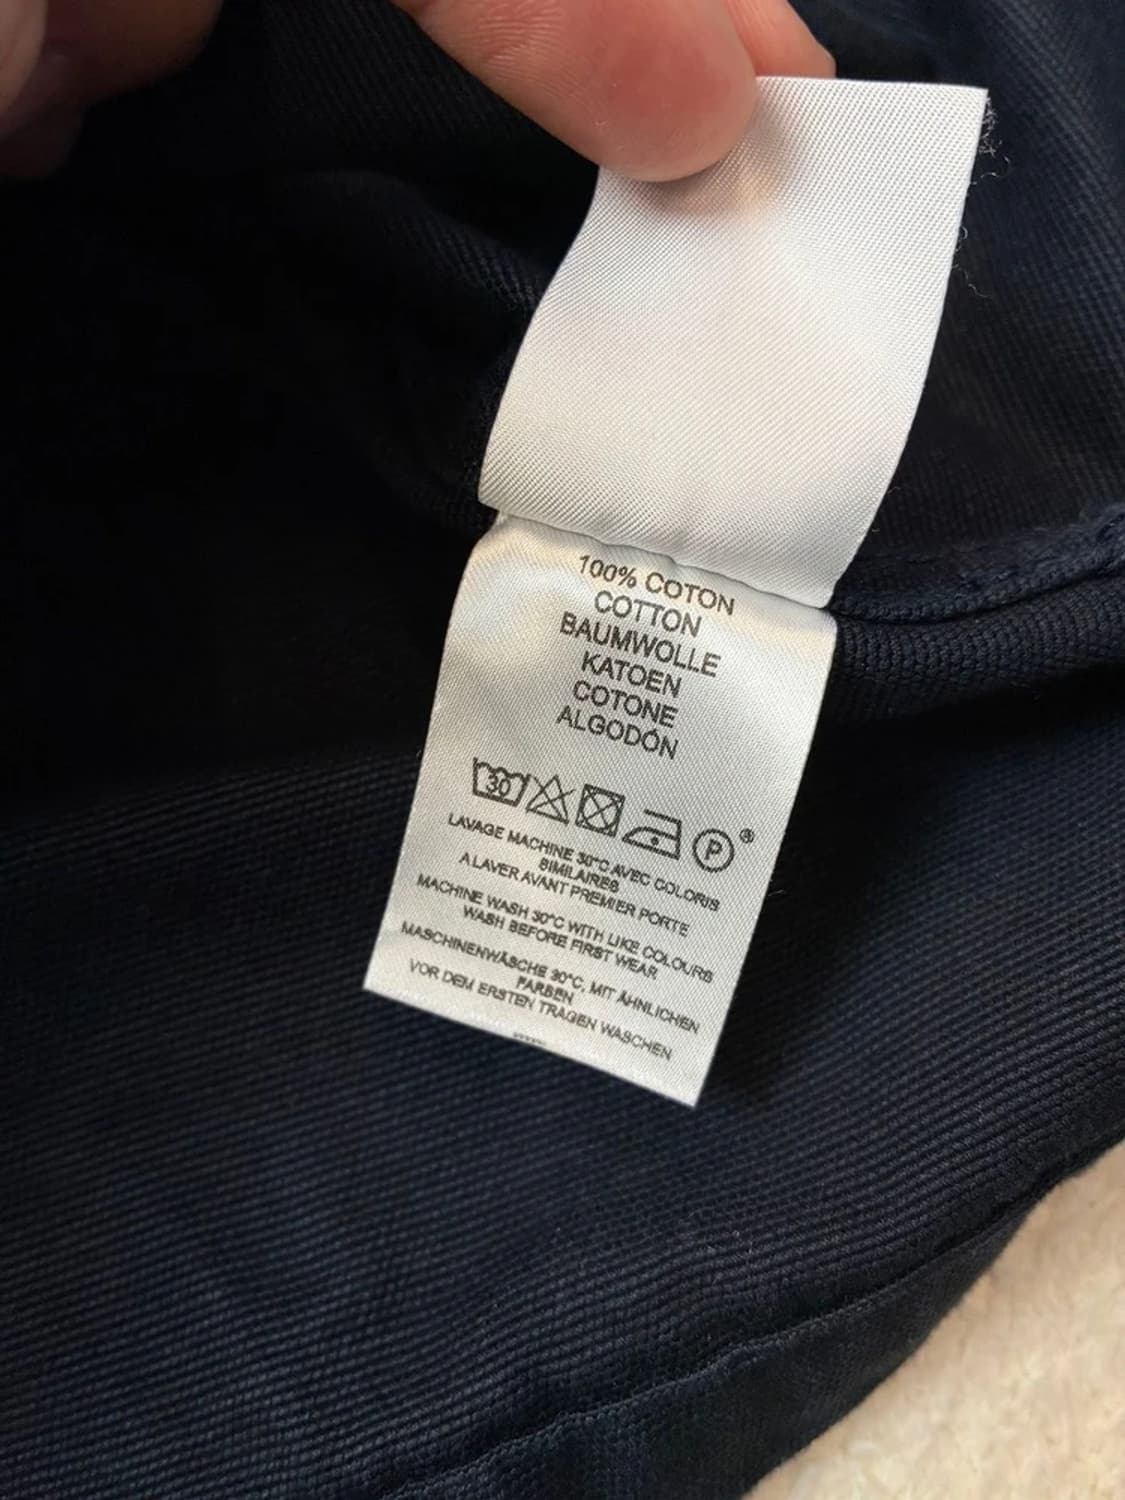 100% COTON
COTTON
BAUMWOLLE
KATOEN
COTONE
ALGODÓN
30 P ®
LAVAGE MACHINE 30°C AVEC COLORIS
SIMILAIRES
A LAVER AVANT PREMIER PORTE
MACHINE WASH 30°C WITH LIKE COLOURS
WASH BEFORE FIRST WEAR
MASCHINENWÄSCHE 30°C, MIT ÄHNLICHEN
FARBEN
VOR DEM ERSTEN TRAGEN WASCHEN